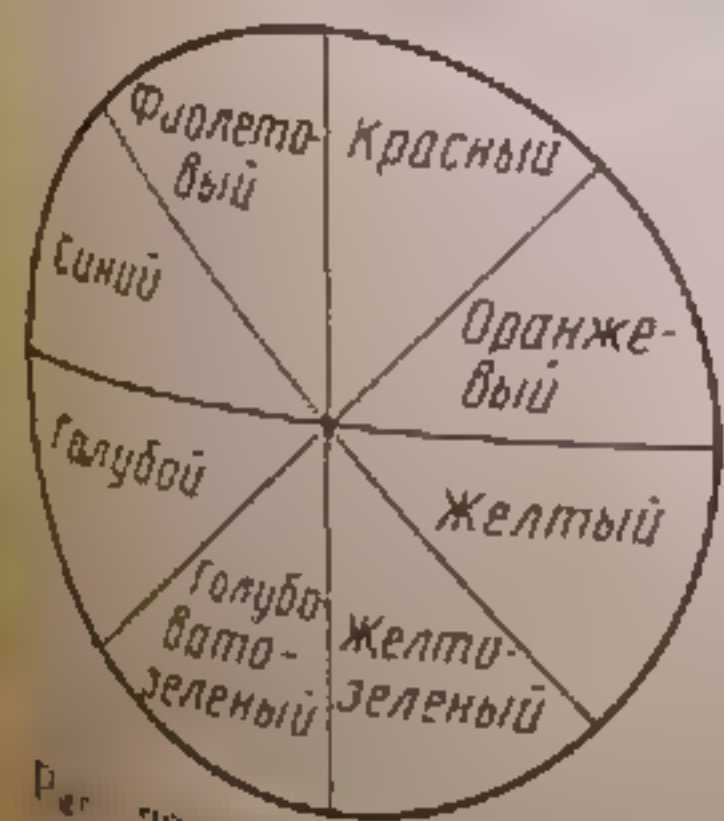 Фиолето-
вый
Красный
Оранже-
вый
Желтый
Желто-
зеленый
Голубо
вато-
зеленый
Голубой
Синий